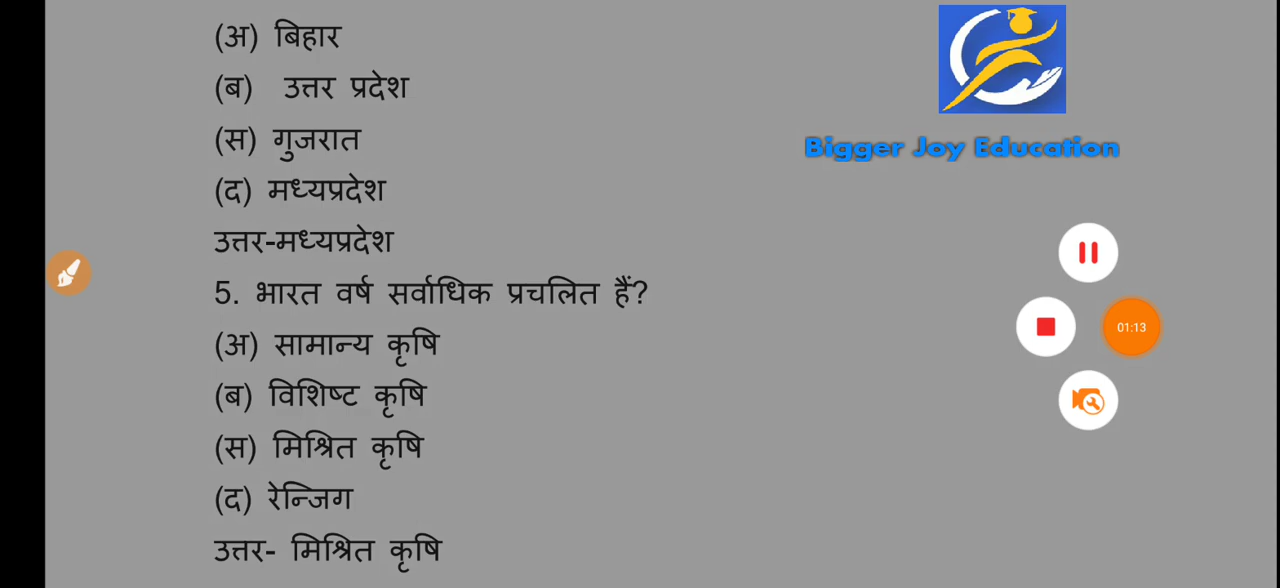 (अ) बिहार
(ब) उत्तर प्रदेश
(स) गुजरात
(द) मध्यप्रदेश
उत्तर-मध्यप्रदेश
5. भारत वर्ष सर्वाधिक प्रचलित हैं?
(अ) सामान्य कृषि
(ब) विशिष्ट कृषि
(स) मिश्रित कृषि
(द) रेन्जिग
उत्तर- मिश्रित कृषि
Bigger Joy Education
01:13